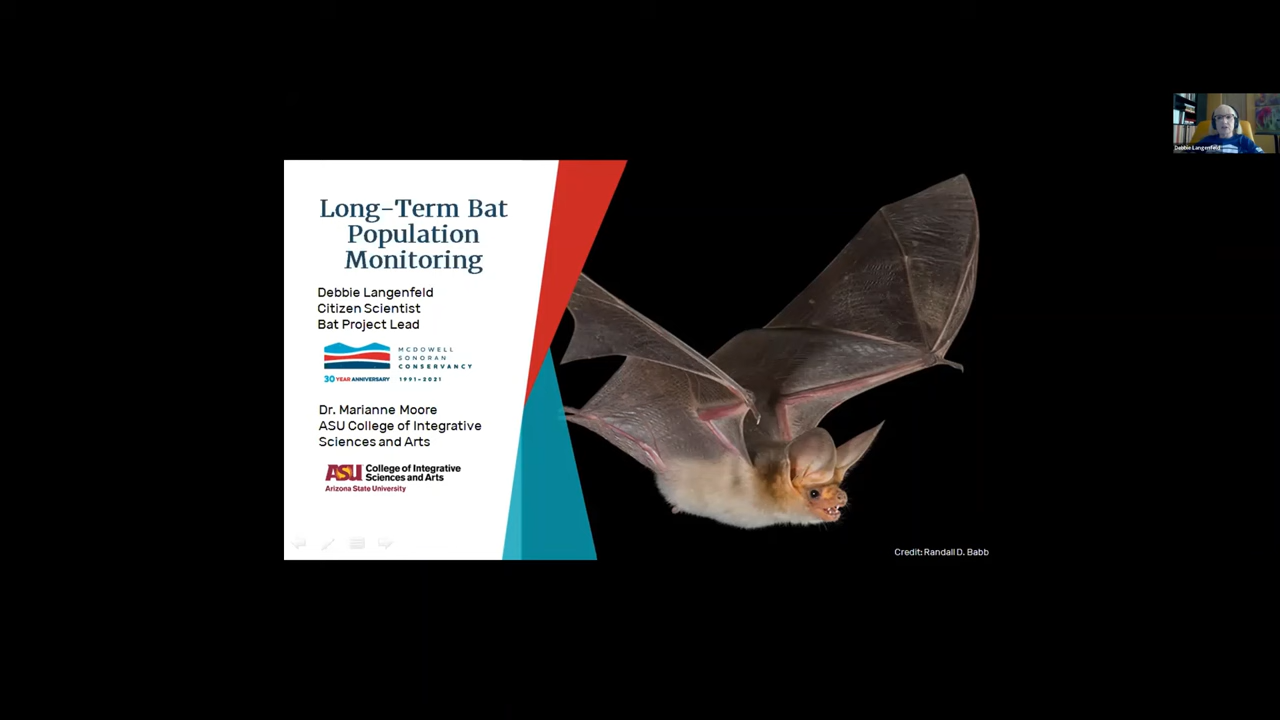 Long-Term Bat
Population
Monitoring
Debbie Langenfeld
Citizen Scientist
Bat Project Lead
MCDOWELL
SONORAN
CONSERVANCY
30 YEAR ANNIVERSARY 1991-2021
Dr. Marianne Moore
ASU College of Integrative
Sciences and Arts
ASU College of Integrative
Sciences and Arts
Arizona State University
Credit: Randall D. Babb
Debbie Langenfeld